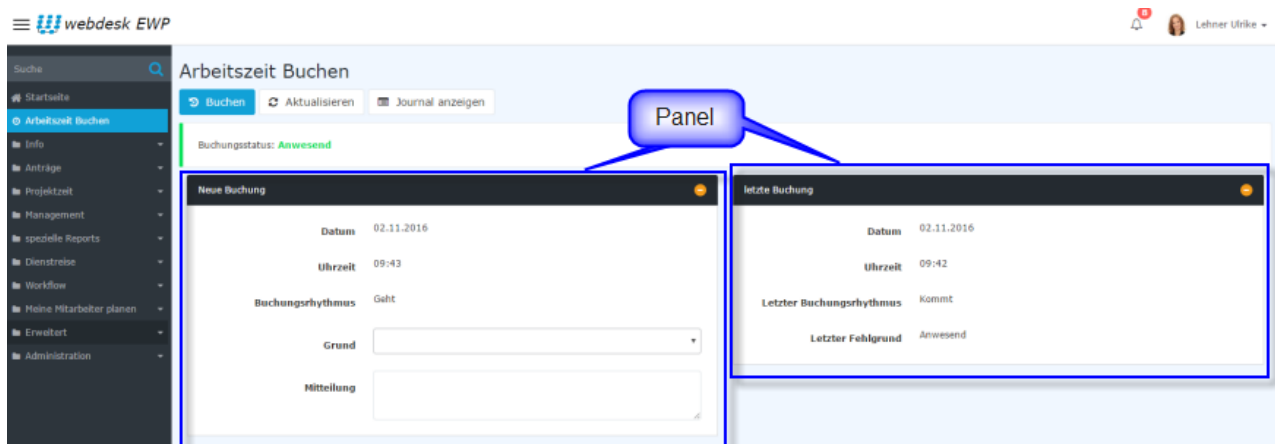 webdesk EWP
8
Lehner Ulrike
Suche
Startseite
Arbeitszeit Buchen
Info
Anträge
Projektzeit
Management
spezielle Reports
Dienstreise
Workflow
Meine Mitarbeiter planen
Erweitert
Administration
Arbeitszeit Buchen
Buchen Aktualisieren Journal anzeigen
Panel
Buchungsstatus: Anwesend
Neue Buchung
Datum 02.11.2016
Uhrzeit 09:43
Buchungsrhythmus Geht
Grund
Mitteilung
letzte Buchung
Datum 02.11.2016
Uhrzeit 09:42
Letzter Buchungsrhythmus Kommt
Letzter Fehlgrund Anwesend